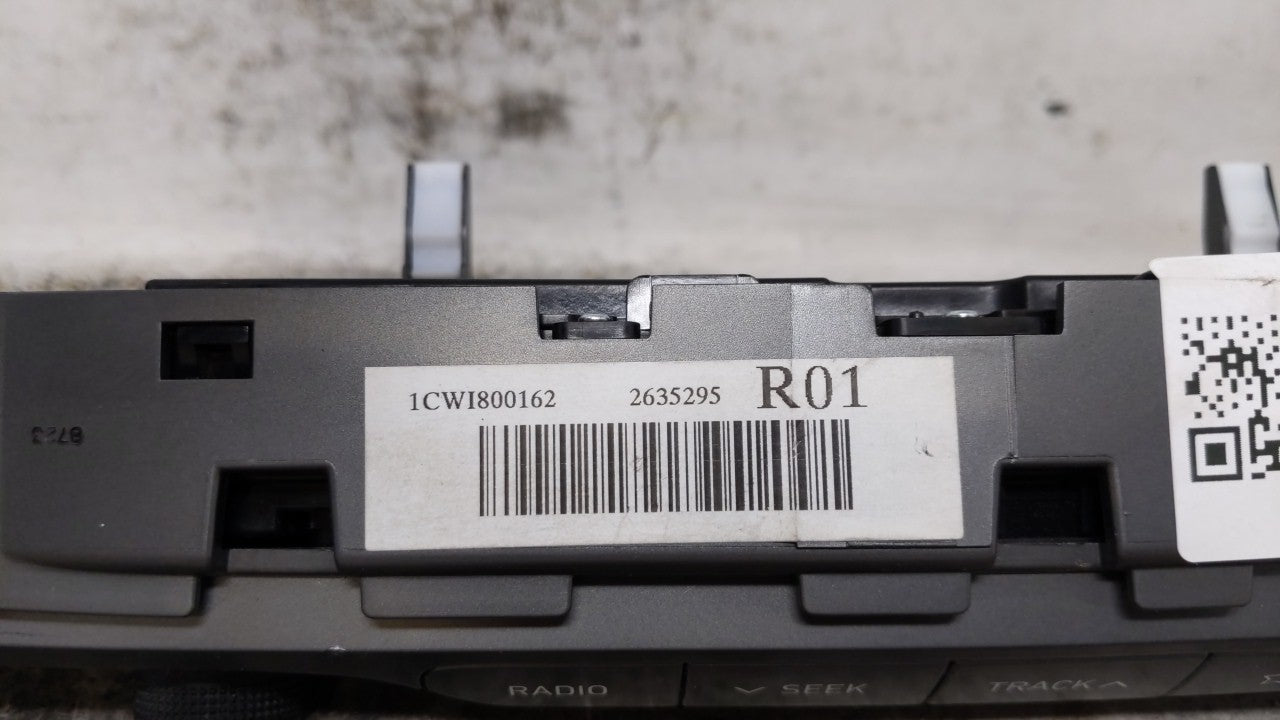 1CWI800162 2635295 R01
RADIO ﹀ SEEK TRACK ︿